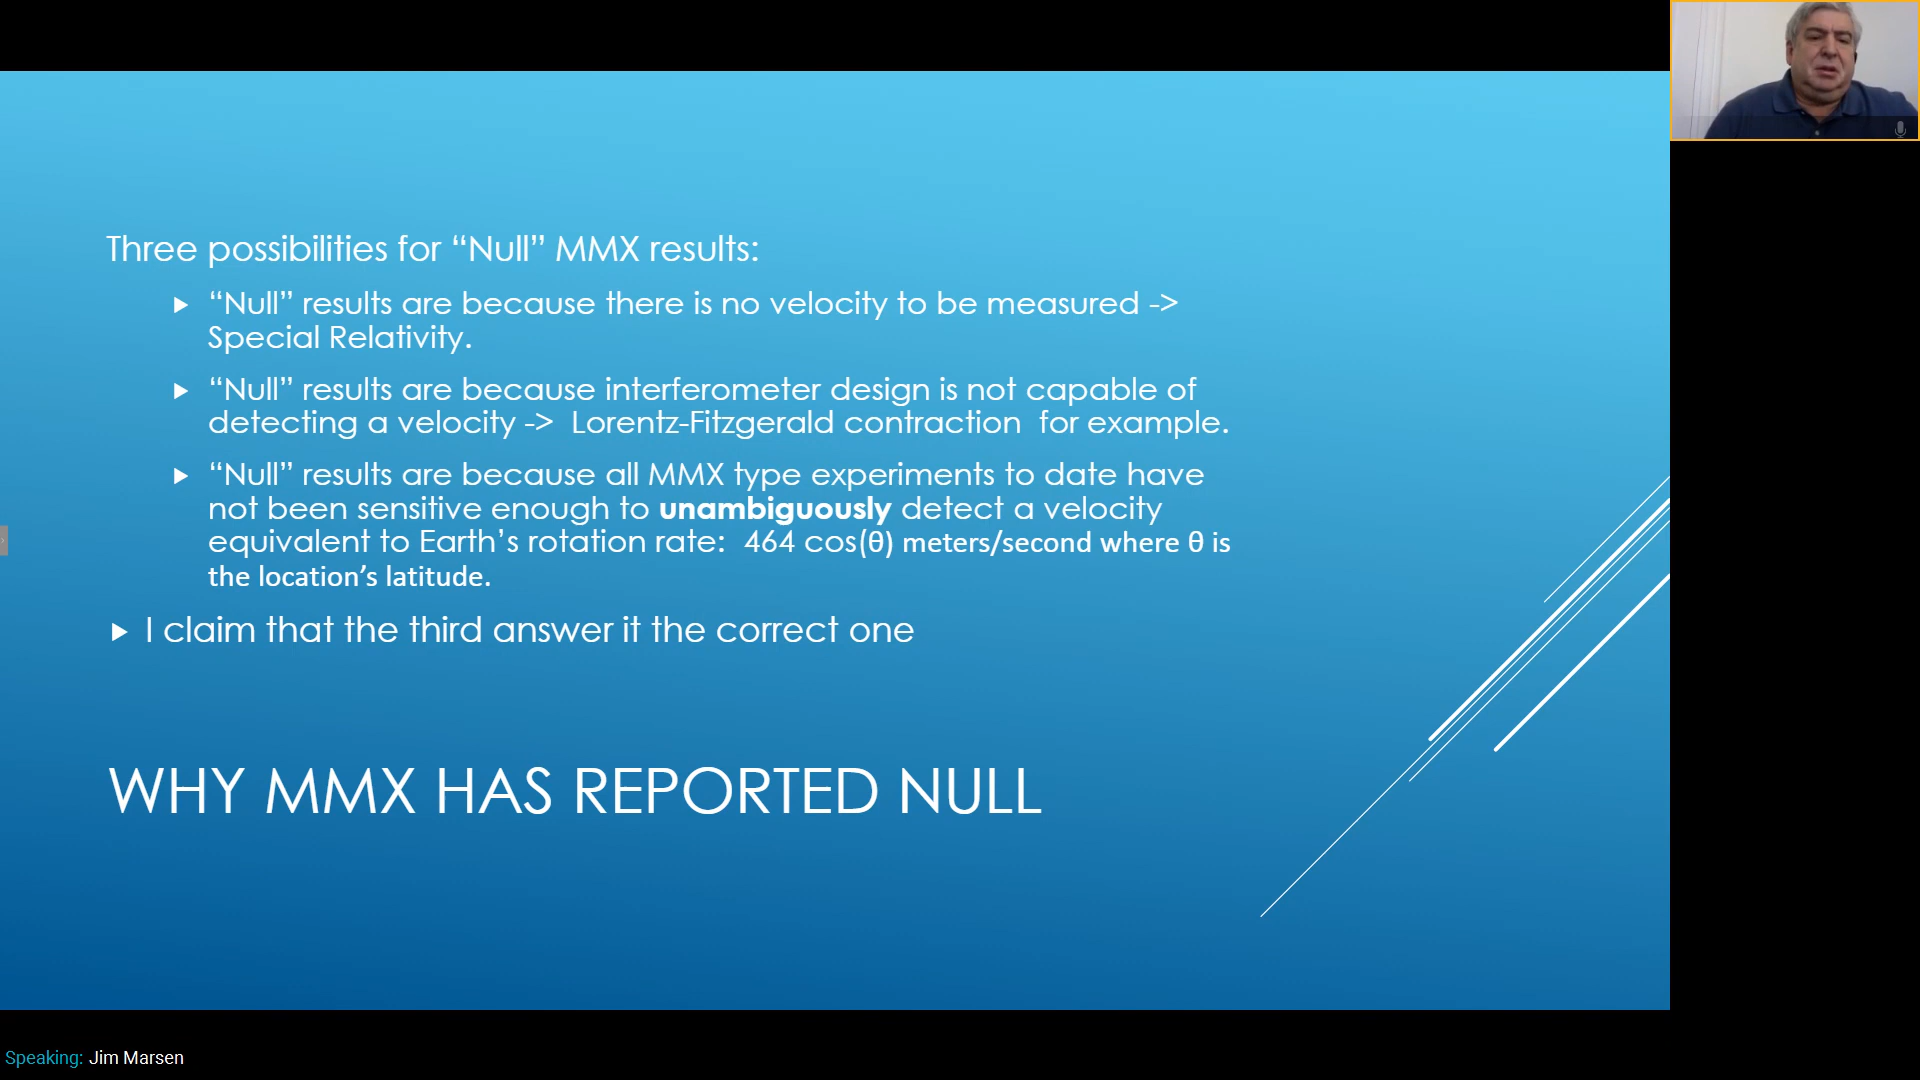 Three possibilities for “Null” MMX results:
“Null” results are because there is no velocity to be measured ->
Special Relativity.
“Null” results are because interferometer design is not capable of
detecting a velocity -> Lorentz-Fitzgerald contraction for example.
“Null” results are because all MMX type experiments to date have
not been sensitive enough to unambiguously detect a velocity
equivalent to Earth’s rotation rate: 464 cos(θ) meters/second where θ is
the location’s latitude.
I claim that the third answer it the correct one
WHY MMX HAS REPORTED NULL
Speaking: Jim Marsen